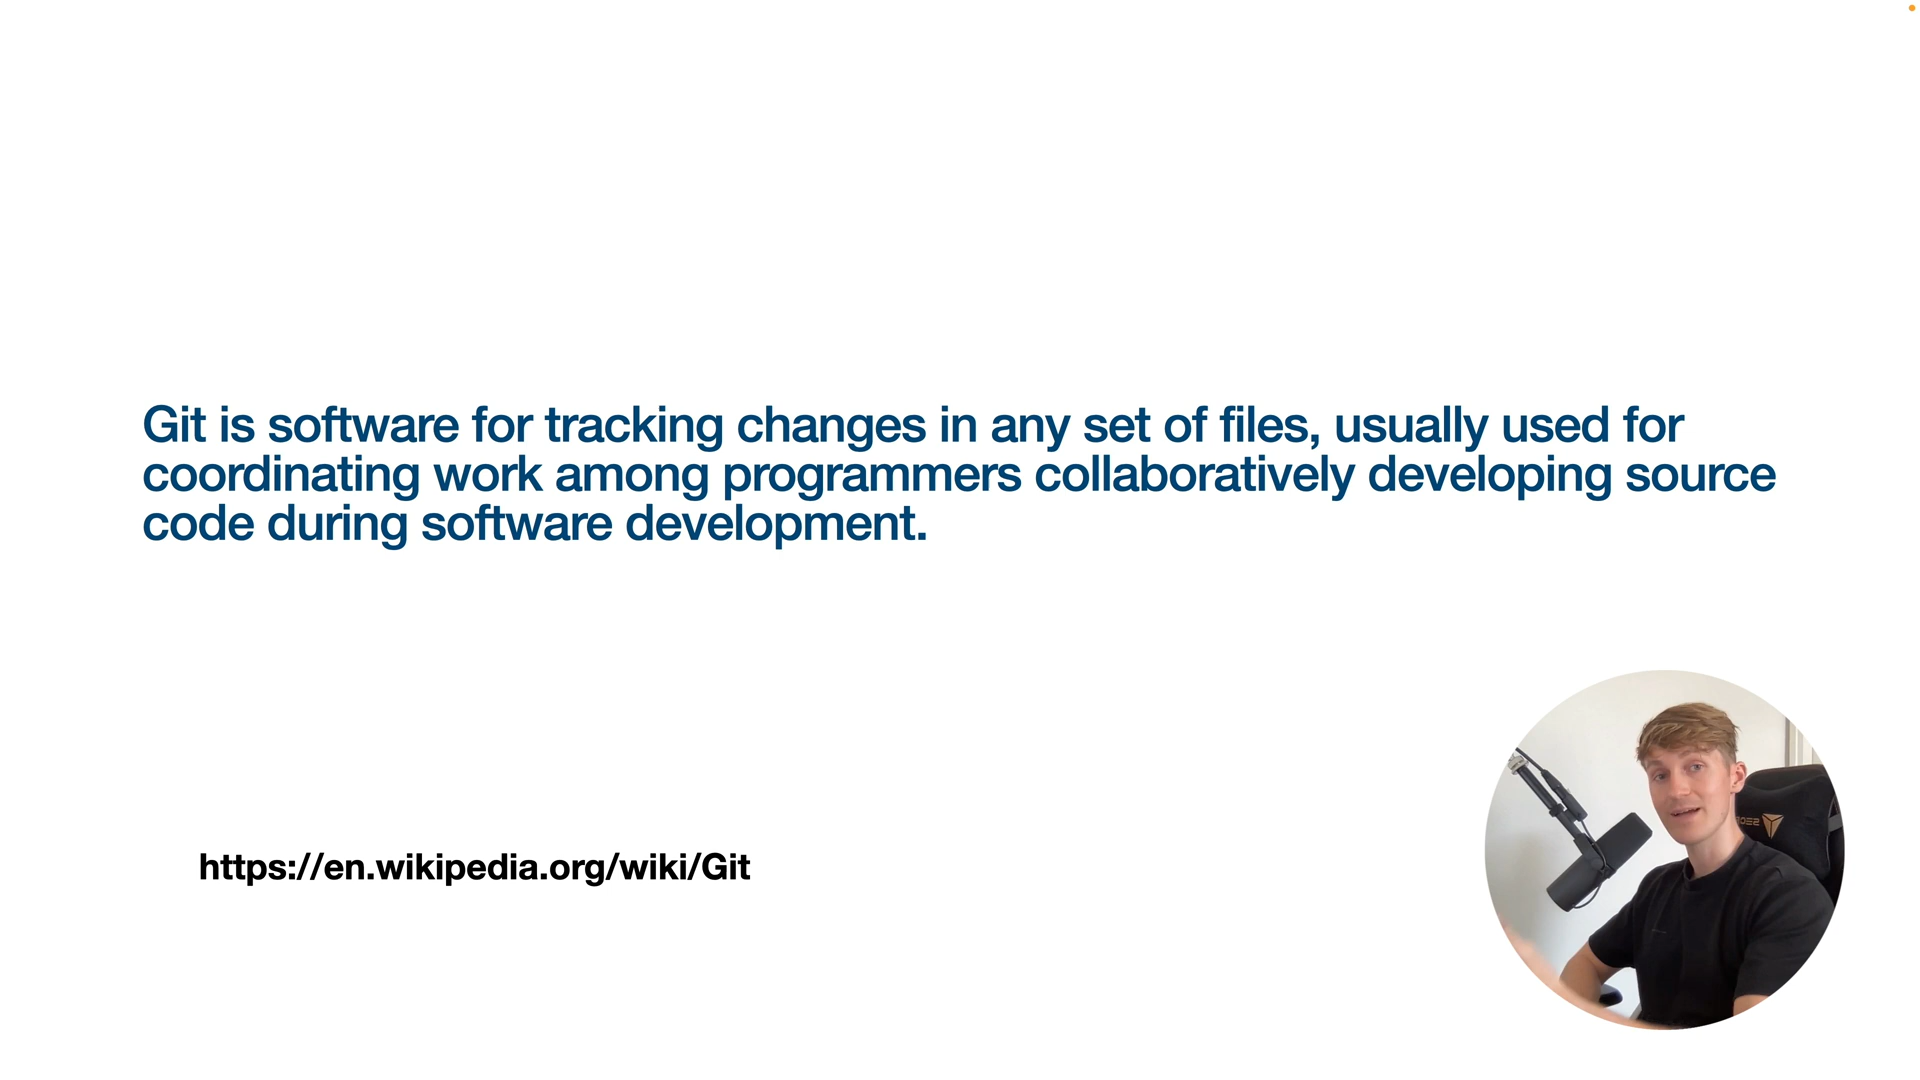 Git is software for tracking changes in any set of files, usually used for
coordinating work among programmers collaboratively developing source
code during software development.
https://en.wikipedia.org/wiki/Git